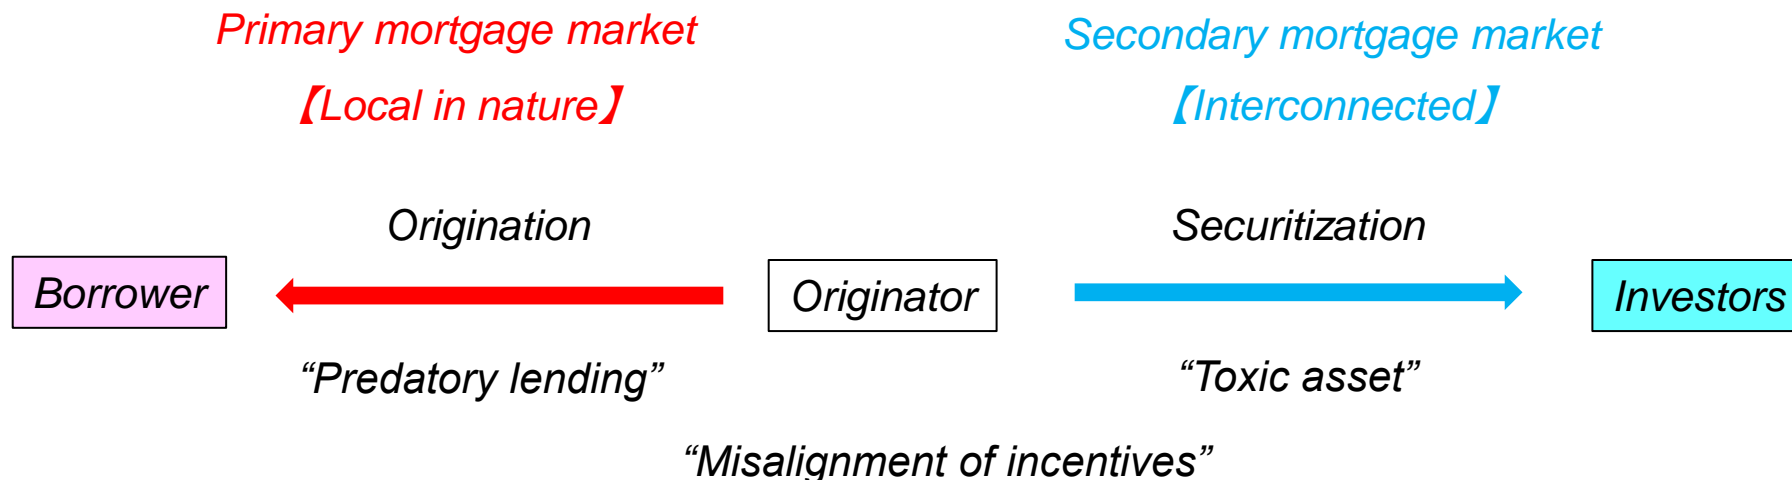 Primary mortgage market
【Local in nature】
Secondary mortgage market
【Interconnected】
Origination
Securitization
Borrower
Originator
Investors
“Predatory lending”
“Toxic asset”
“Misalignment of incentives”